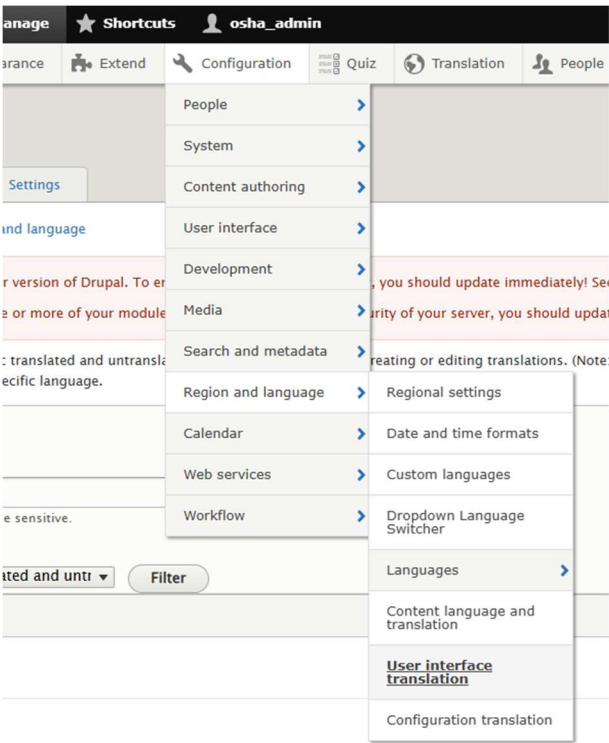 anage Shortcuts osha_admin
arance Extend Configuration Quiz Translation People
People
System
Settings
Content authoring
and language
User interface
Development
r version of Drupal. To er , you should update immediately! See
Media
e or more of your module urity of your server, you should updat
Search and metadata
c translated and untransla reating or editing translations. (Note:
ecific language.
Region and language
Regional settings
Calendar
Date and time formats
Web services
Custom languages
e sensitive.
Workflow
Dropdown Language
Switcher
ated and untr Filter
Languages
Content language and
translation
User interface
translation
Configuration translation